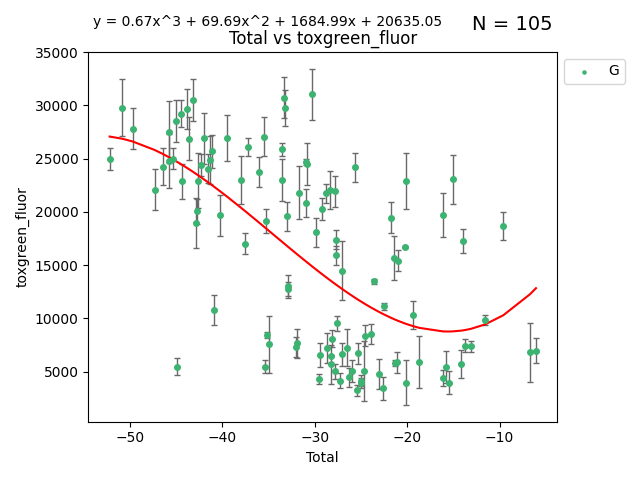 y = 0.67x^3 + 69.69x^2 + 1684.99x + 20635.05
N = 105
Total vs toxgreen_fluor
G
35000
30000
25000
20000
15000
10000
5000
toxgreen_fluor
−50
−40
−30
−20
−10
Total